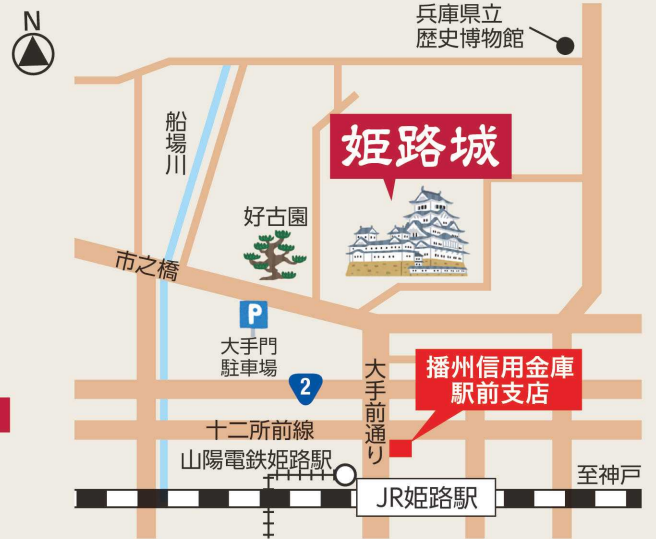 N
兵庫県立
歴史博物館
船場川
姫路城
好古園
市之橋
P
大手門
駐車場
2
大手前通り
播州信用金庫
駅前支店
十二所前線
山陽電鉄姫路駅
至神戸
JR姫路駅